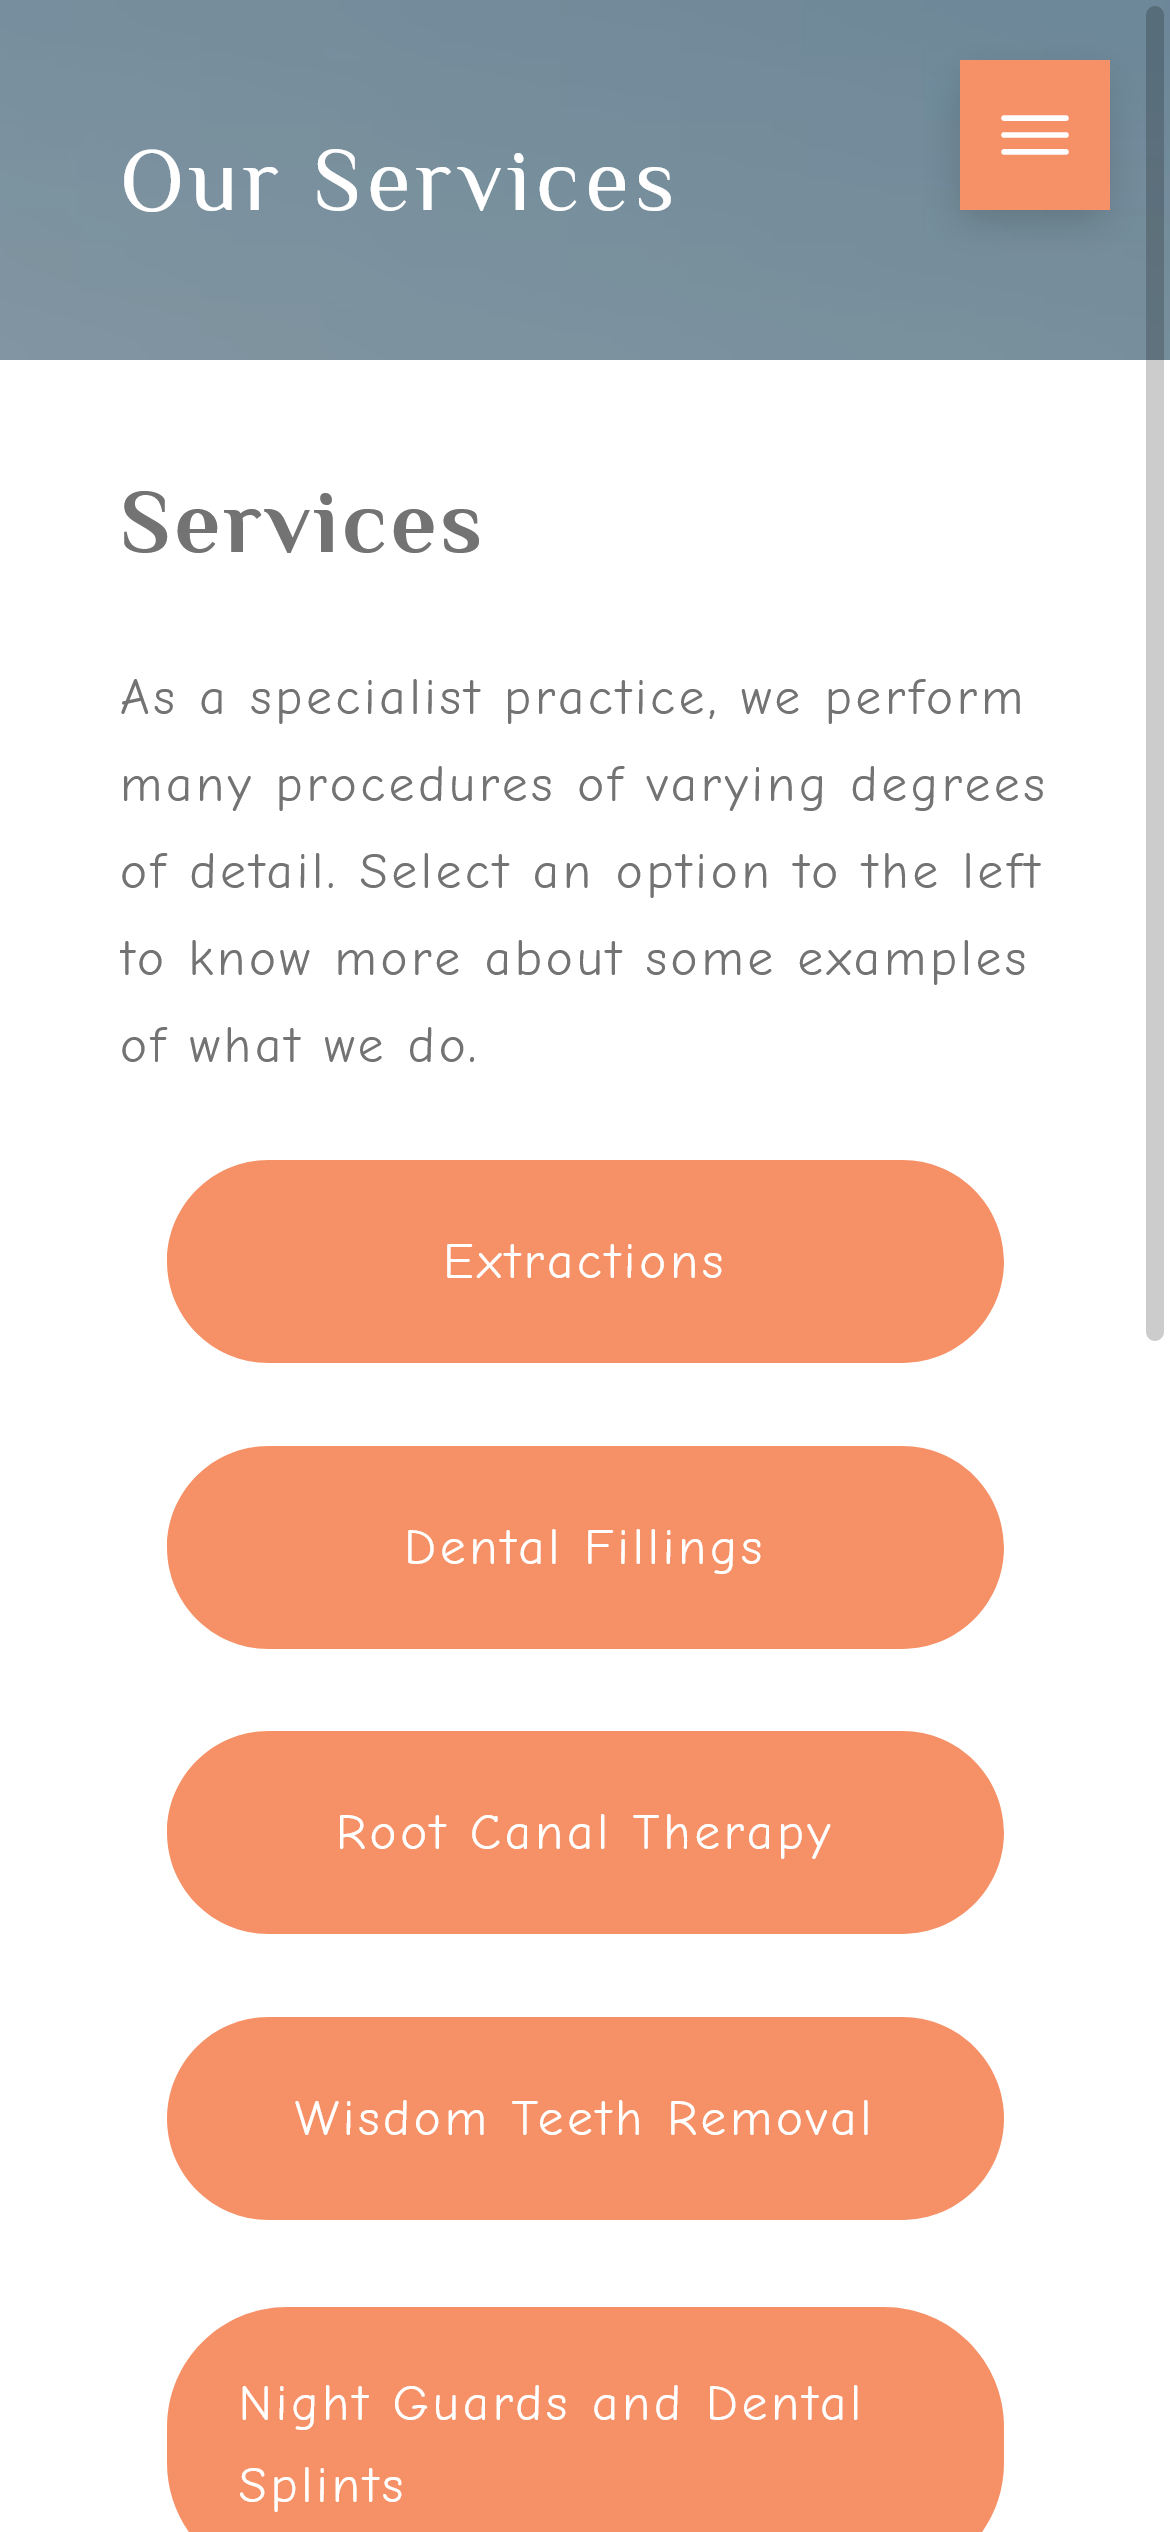 Our Services
Services
As a specialist practice, we perform
many procedures of varying degrees
of detail. Select an option to the left
to know more about some examples
of what we do.
Extractions
Dental Fillings
Root Canal Therapy
Wisdom Teeth Removal
Night Guards and Dental
Splints